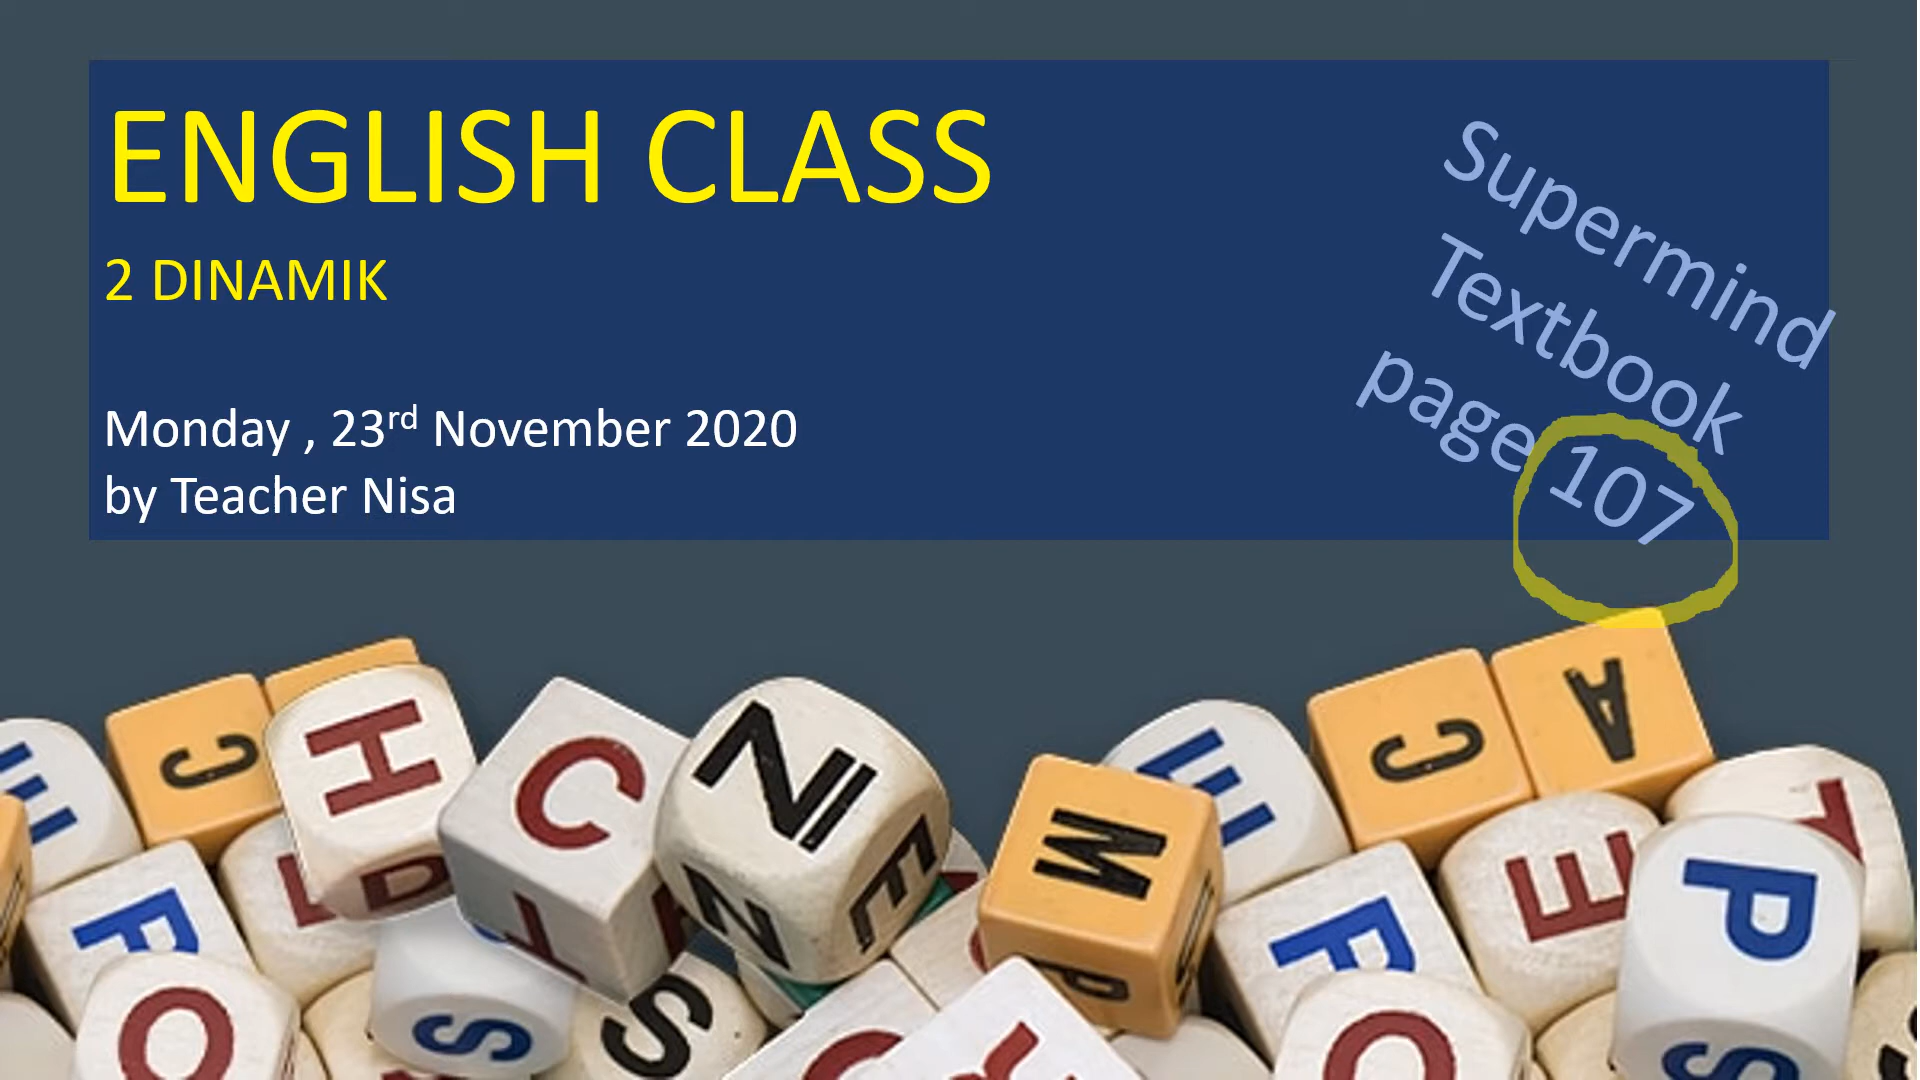 ENGLISH CLASS
2 DINAMIK
Monday , 23rd November 2020
by Teacher Nisa
Supermind
Textbook
page 107